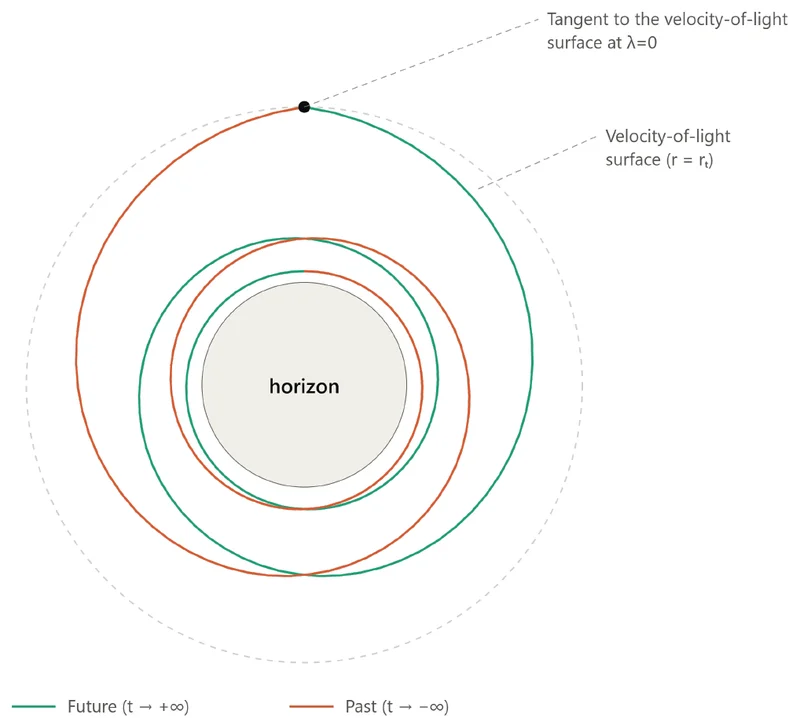 Tangent to the velocity-of-light
surface at λ=0
Velocity-of-light
surface (r = rₜ)
horizon
Future (t → +∞)
Past (t → −∞)